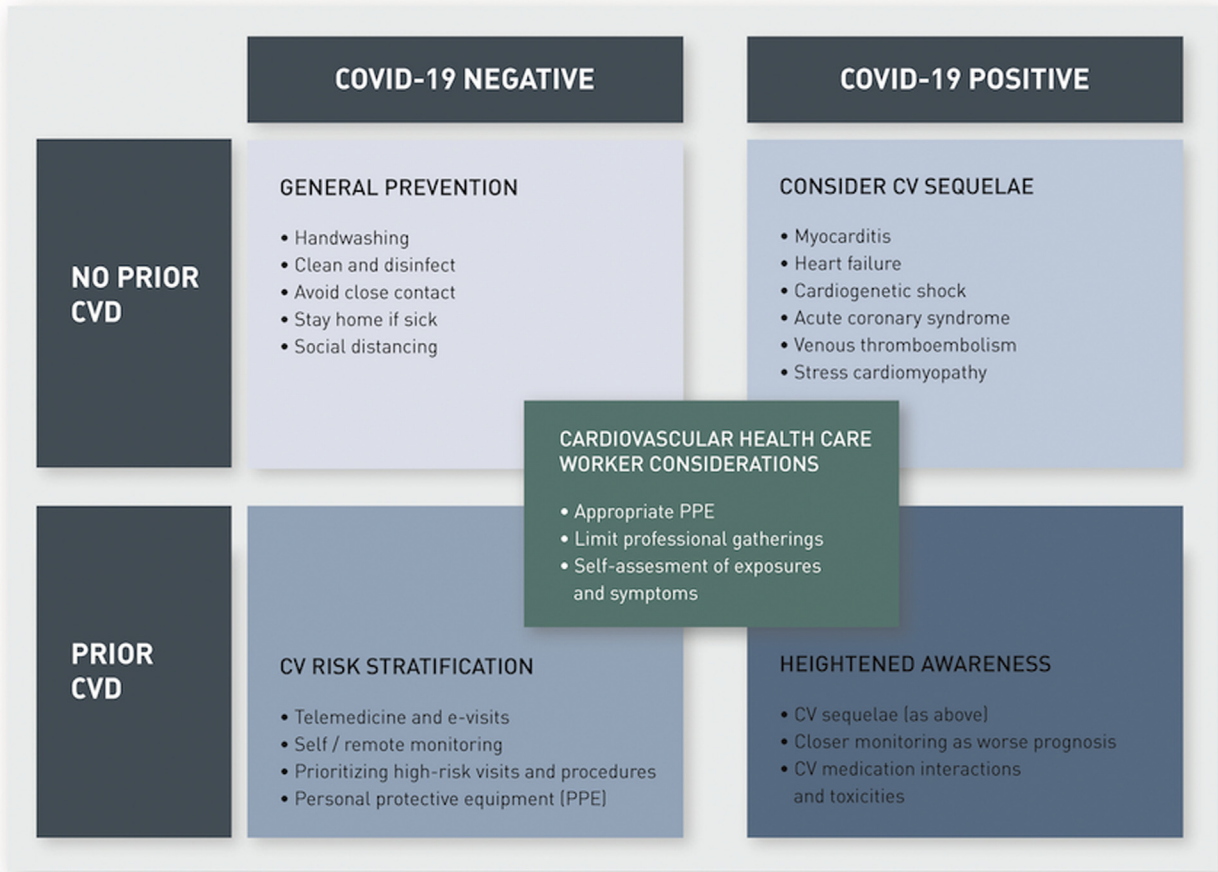 COVID-19 NEGATIVE
COVID-19 POSITIVE
NO PRIOR
CVD
GENERAL PREVENTION
• Handwashing
• Clean and disinfect
• Avoid close contact
• Stay home if sick
• Social distancing
CONSIDER CV SEQUELAE
• Myocarditis
• Heart failure
• Cardiogenetic shock
• Acute coronary syndrome
• Venous thromboembolism
• Stress cardiomyopathy
CARDIOVASCULAR HEALTH CARE
WORKER CONSIDERATIONS
• Appropriate PPE
• Limit professional gatherings
• Self-assesment of exposures
and symptoms
PRIOR
CVD
CV RISK STRATIFICATION
• Telemedicine and e-visits
• Self / remote monitoring
• Prioritizing high-risk visits and procedures
• Personal protective equipment (PPE)
HEIGHTENED AWARENESS
• CV sequelae (as above)
• Closer monitoring as worse prognosis
• CV medication interactions
and toxicities